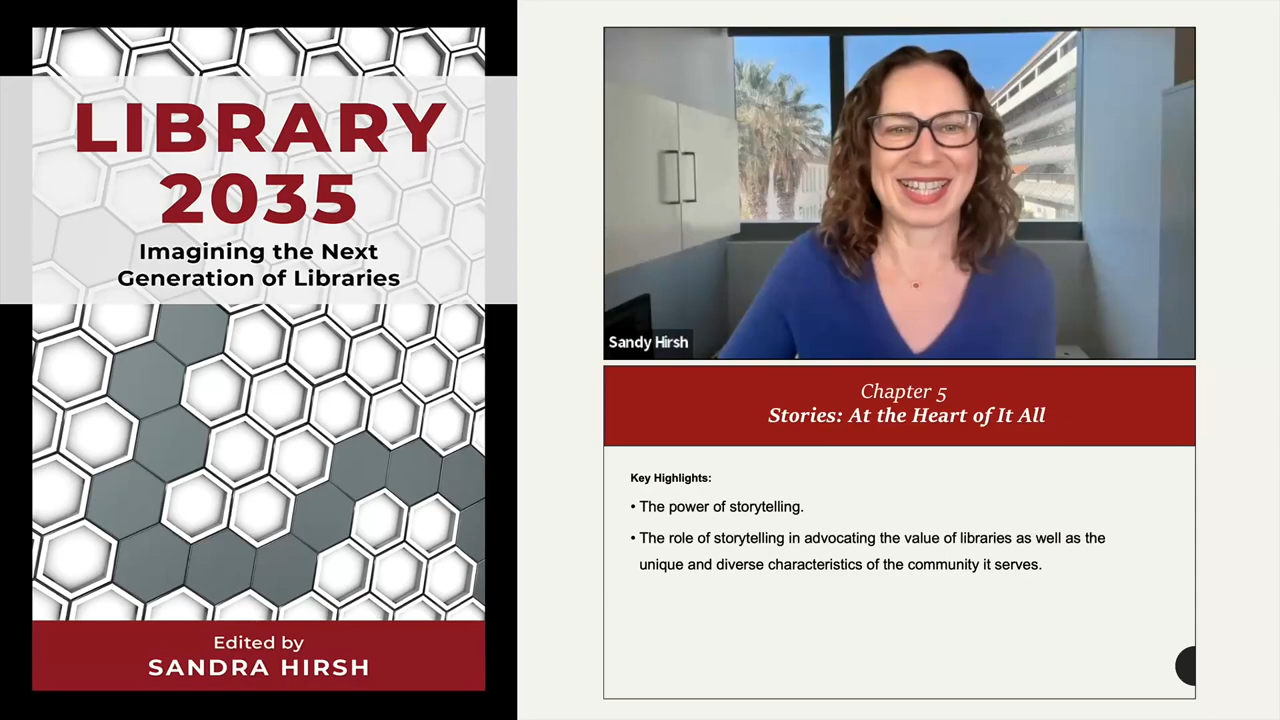 LIBRARY
2035
Imagining the Next
Generation of Libraries
Edited by
SANDRA HIRSH
Sandy Hirsh
Chapter 5
Stories: At the Heart of It All
Key Highlights:
• The power of storytelling.
• The role of storytelling in advocating the value of libraries as well as the
unique and diverse characteristics of the community it serves.